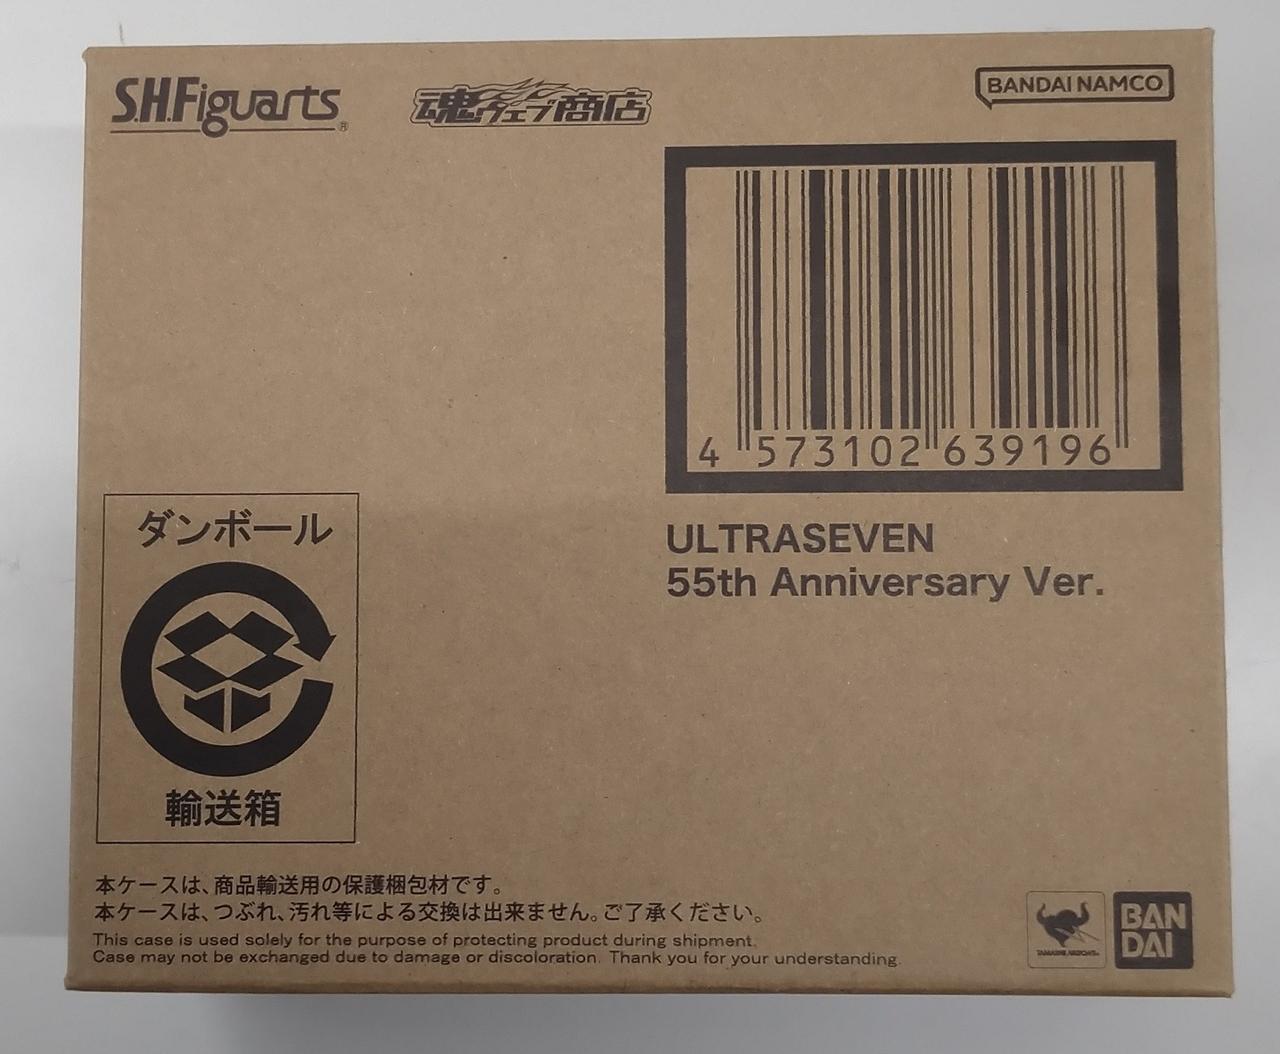 S.H.Figuarts®
魂ウェブ商店
BANDAI NAMCO
4 573102 639196
ULTRASEVEN
55th Anniversary Ver.
ダンボール
輸送箱
本ケースは、商品輸送用の保護梱包材です。
本ケースは、つぶれ、汚れ等による交換は出来ません。ご了承ください。
This case is used solely for the purpose of protecting product during shipment.
Case may not be exchanged due to damage or discoloration. Thank you for your understanding.
TAMASHII NATIONS
BAN
DAI